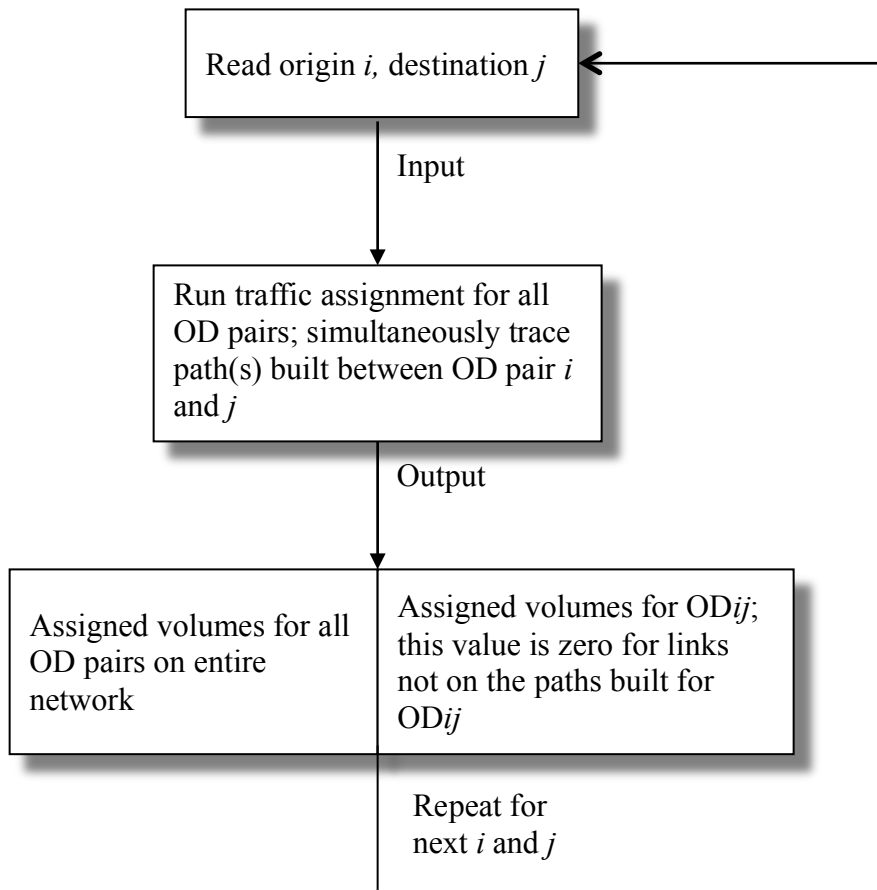 Read origin i, destination j
Input
Run traffic assignment for all
OD pairs; simultaneously trace
path(s) built between OD pair i
and j
Output
Assigned volumes for all
OD pairs on entire
network
Assigned volumes for ODij;
this value is zero for links
not on the paths built for
ODij
Repeat for
next i and j